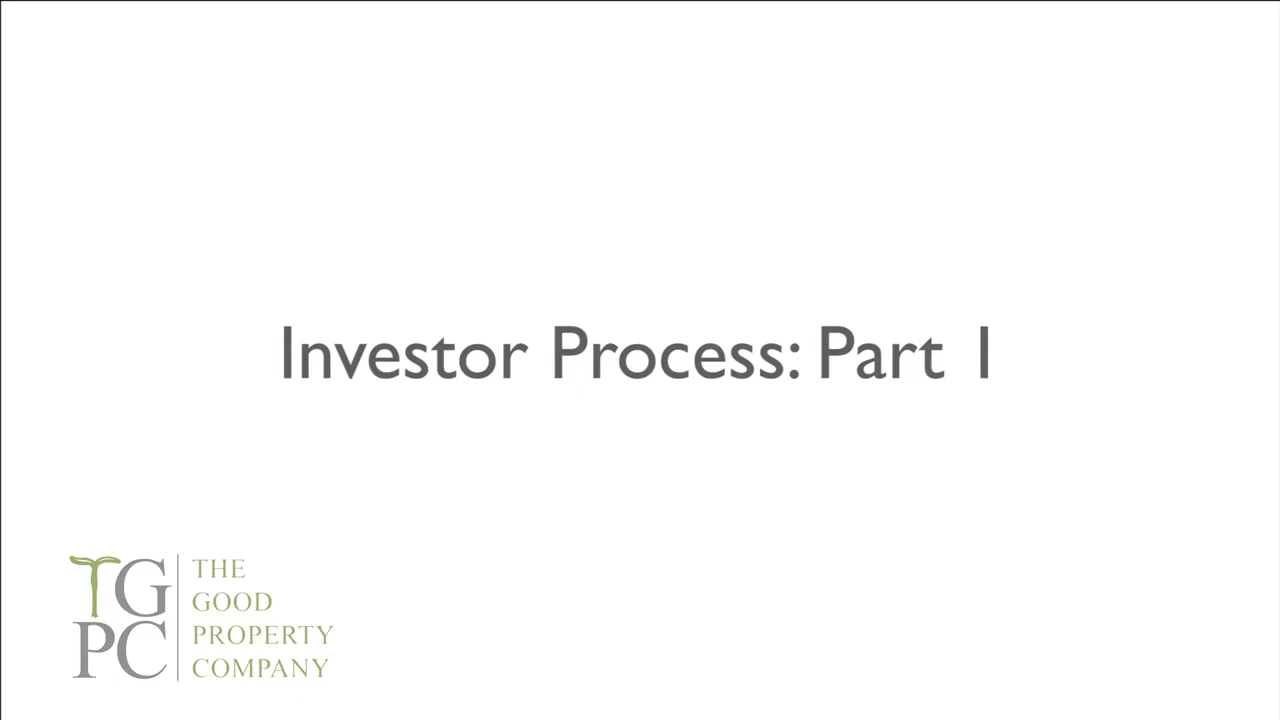 Investor Process: Part 1
TG
PC
THE
GOOD
PROPERTY
COMPANY